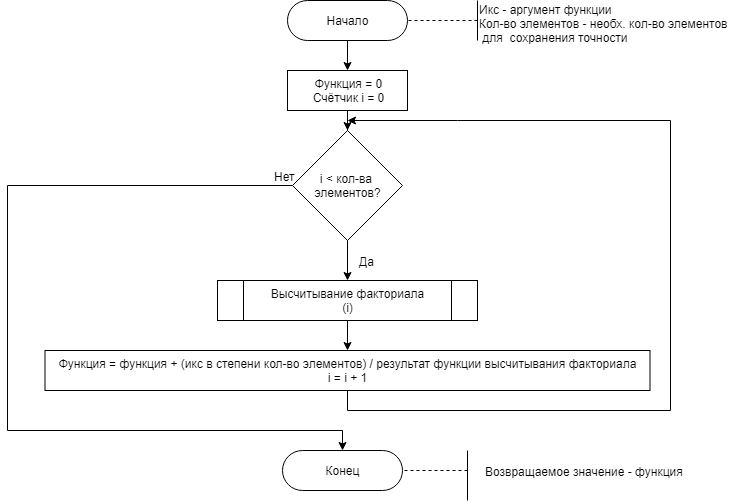 Начало
Икс - аргумент функции
Кол-во элементов - необх. кол-во элементов
для сохранения точности
Функция = 0
Счётчик i = 0
Нет
i < кол-ва
элементов?
Да
Высчитывание факториала
(i)
Функция = функция + (икс в степени кол-во элементов) / результат функции высчитывания факториала
i = i + 1
Конец
Возвращаемое значение - функция